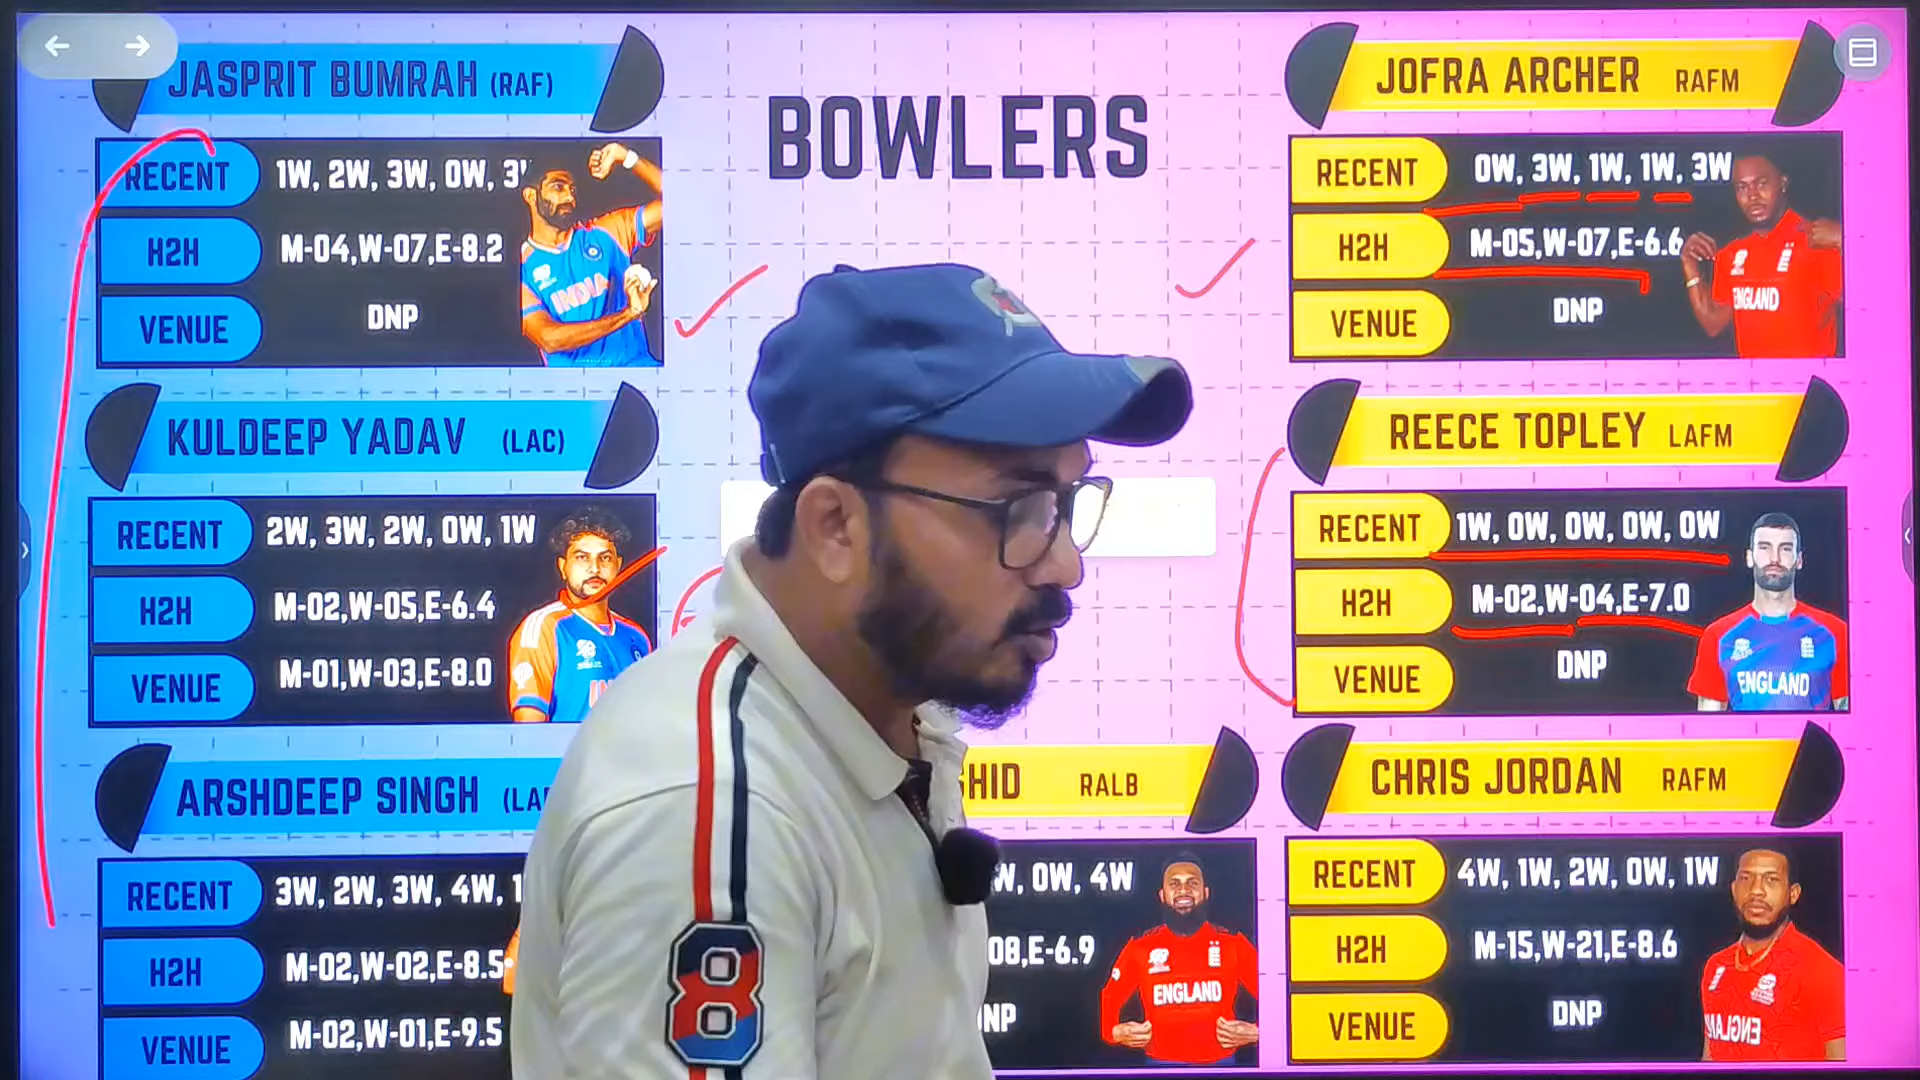 BOWLERS
JASPRIT BUMRAH (RAF)
RECENT 1W, 2W, 3W, 0W,
H2H M-04,W-07,E-8.2
VENUE DNP
INDIA
KULDEEP YADAV (LAC)
RECENT 2W, 3W, 2W, 0W, 1W
H2H M-02,W-05,E-6.4
VENUE M-01,W-03,E-8.0
ARSHDEEP SINGH
RECENT 3W, 2W, 3W, 4W,
H2H M-02,W-02,E-8.5
VENUE M-02,W-01,E-9.5
8
RALB
0W, 4W
E-6.9
ENGLAND
JOFRA ARCHER RAFM
RECENT 0W, 3W, 1W, 1W, 3W
H2H M-05,W-07,E-6.6
VENUE DNP
ENGLAND
REECE TOPLEY LAFM
RECENT 1W, 0W, 0W, 0W, 0W
H2H M-02,W-04,E-7.0
VENUE DNP
ENGLAND
CHRIS JORDAN RAFM
RECENT 4W, 1W, 2W, 0W, 1W
H2H M-15,W-21,E-8.6
VENUE DNP